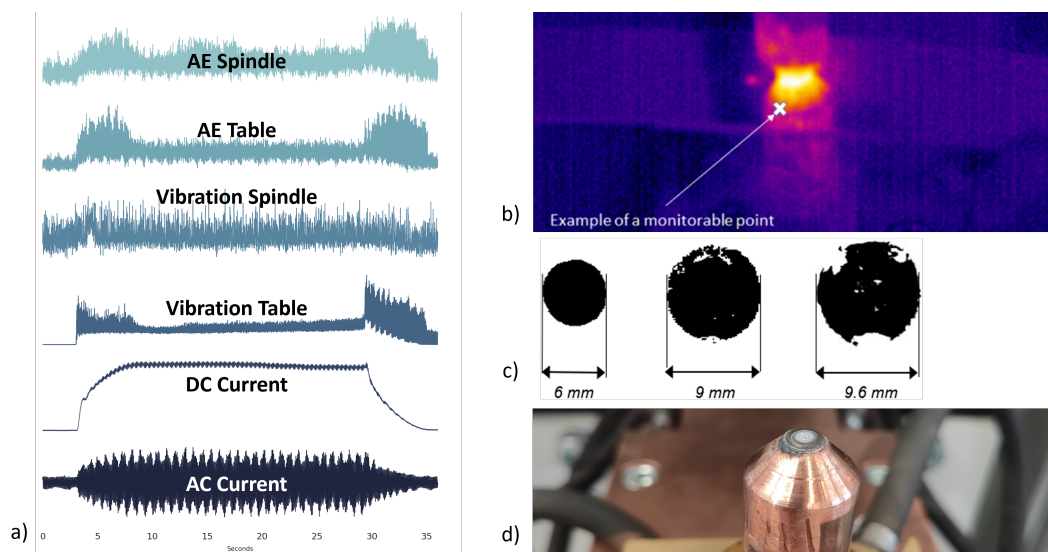 AE Spindle
AE Table
Vibration Spindle
Vibration Table
DC Current
AC Current
a)
0 5 10 15 20 25 30 35
Seconds
b)
Example of a monitorable point
c)
6 mm 9 mm 9.6 mm
d)